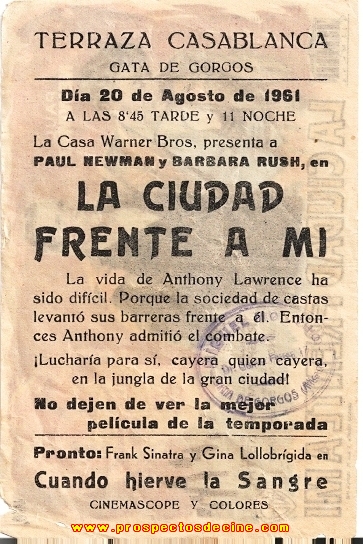 TERRAZA CASABLANCA
GATA DE GORGOS
Día 20 de Agosto de 1961
A LAS 8'45 TARDE y 11 NOCHE
La Casa Warner Bros, presenta a
PAUL NEWMAN y BARBARA RUSH, en
LA CIUDAD
FRENTE A MI
La vida de Anthony Lawrence ha
sido difícil. Porque la sociedad de castas
levantó sus barreras frente a él. Enton-
ces Anthony admitió el combate.
¡Lucharía para sí, cayera quien cayera,
en la jungla de la gran ciudad!
No dejen de ver la mejor
película de la temporada
Pronto: Frank Sinatra y Gina Lollobrígida en
Cuando hierve la Sangre
CINEMASCOPE Y COLORES
www.prospectosdecine.com